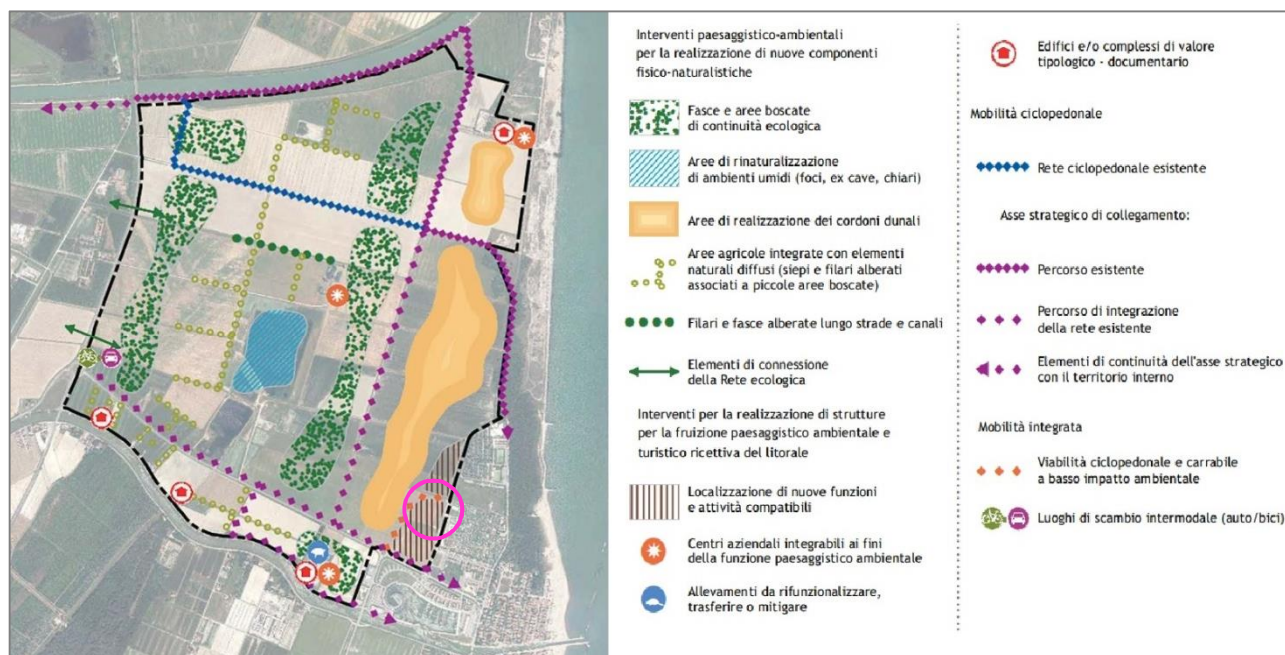 Interventi paesaggistico-ambientali
per la realizzazione di nuove componenti
fisico-naturalistiche
Fasce e aree boscate
di continuità ecologica
Aree di rinaturalizzazione
di ambienti umidi (foci, ex cave, chiari)
Aree di realizzazione dei cordoni dunali
Aree agricole integrate con elementi
naturali diffusi (siepi e filari alberati
associati a piccole aree boscate)
Filari e fasce alberate lungo strade e canali
Elementi di connessione
della Rete ecologica
Interventi per la realizzazione di strutture
per la fruizione paesaggistico ambientale e
turistico ricettiva del litorale
Localizzazione di nuove funzioni
e attività compatibili
Centri aziendali integrabili ai fini
della funzione paesaggistico ambientale
Allevamenti da rifunzionalizzare,
trasferire o mitigare
Edifici e/o complessi di valore
tipologico - documentario
Mobilità ciclopedonale
Rete ciclopedonale esistente
Asse strategico di collegamento:
Percorso esistente
Percorso di integrazione
della rete esistente
Elementi di continuità dell'asse strategico
con il territorio interno
Mobilità integrata
Viabilità ciclopedonale e carrabile
a basso impatto ambientale
Luoghi di scambio intermodale (auto/bici)